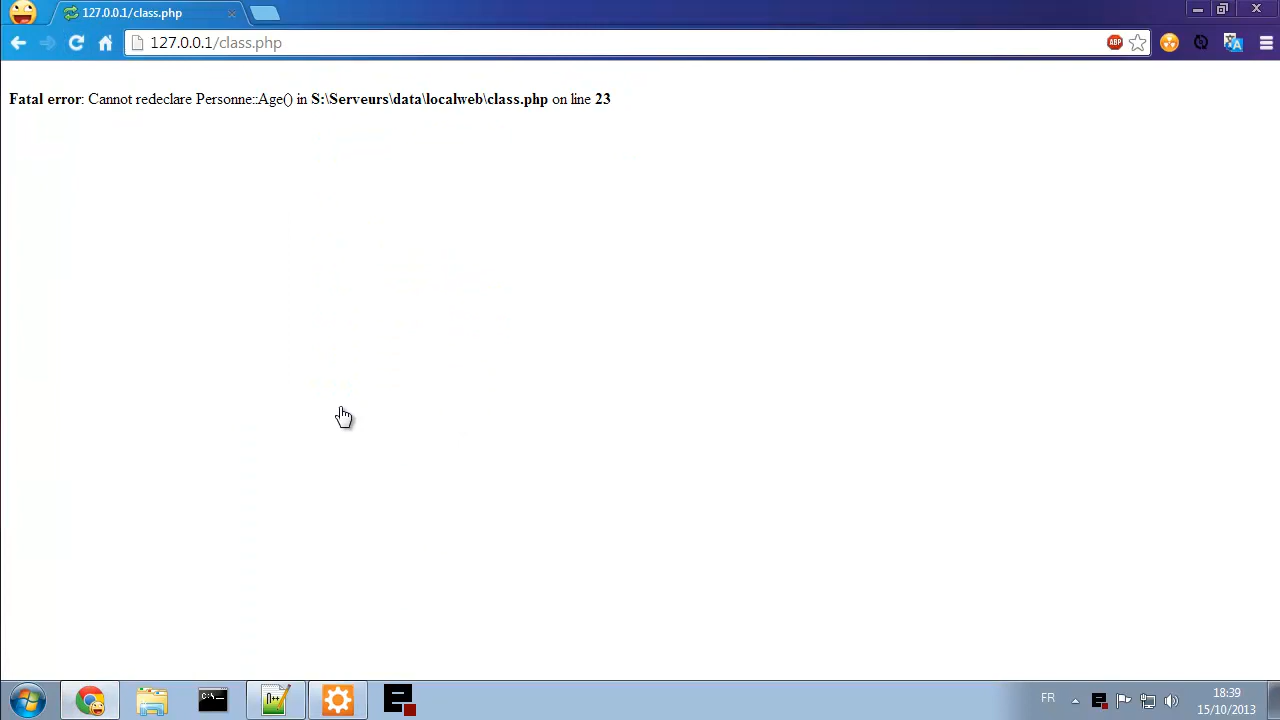 127.0.0.1/class.php
127.0.0.1/class.php
ABP
Fatal error: Cannot redeclare Personne::Age() in S:\Serveurs\data\localweb\class.php on line 23
FR
18:39
15/10/2013